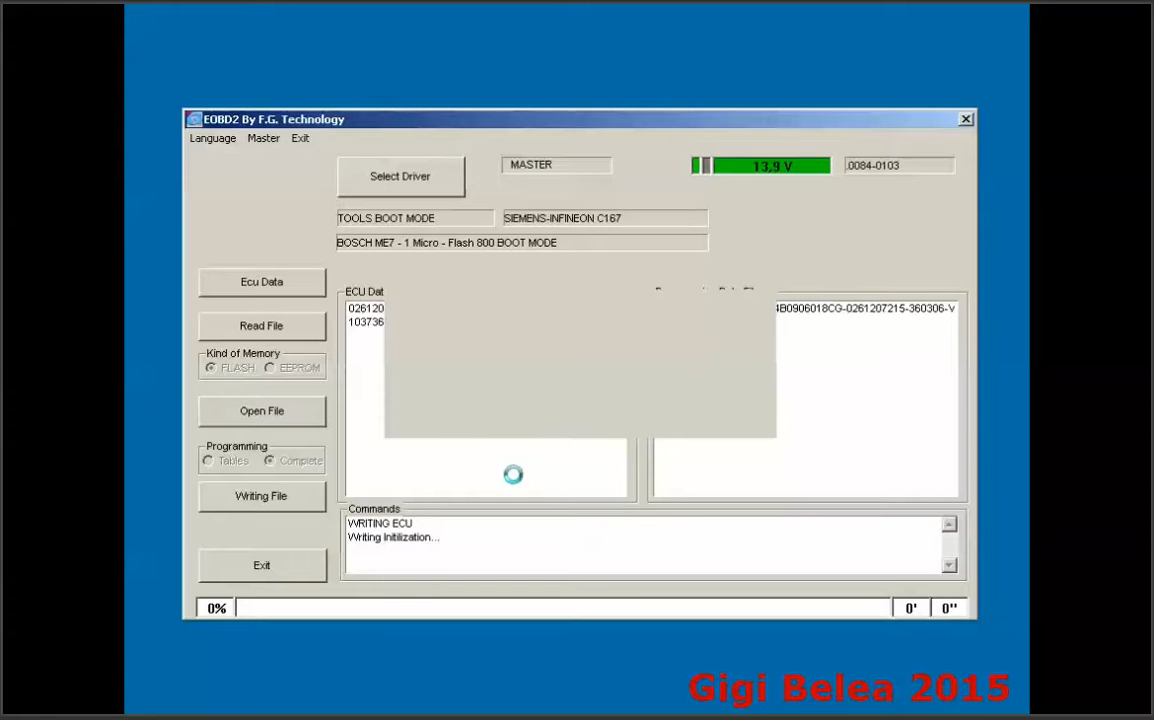 EOBD2 By F.G. Technology
Language Master Exit
Select Driver
MASTER
13,9 V
0084-0103
TOOLS BOOT MODE
SIEMENS-INFINEON C167
BOSCH ME7 - 1 Micro - Flash 800 BOOT MODE
Ecu Data
Read File
Kind of Memory
FLASH EEPROM
Open File
Programming
Tables Complete
Writing File
Exit
ECU Dat
026120
103736
4B0906018CG-0261207215-360306-V
Commands
WRITING ECU
Writing Initilization...
0%
0' 0''
Gigi Belea 2015